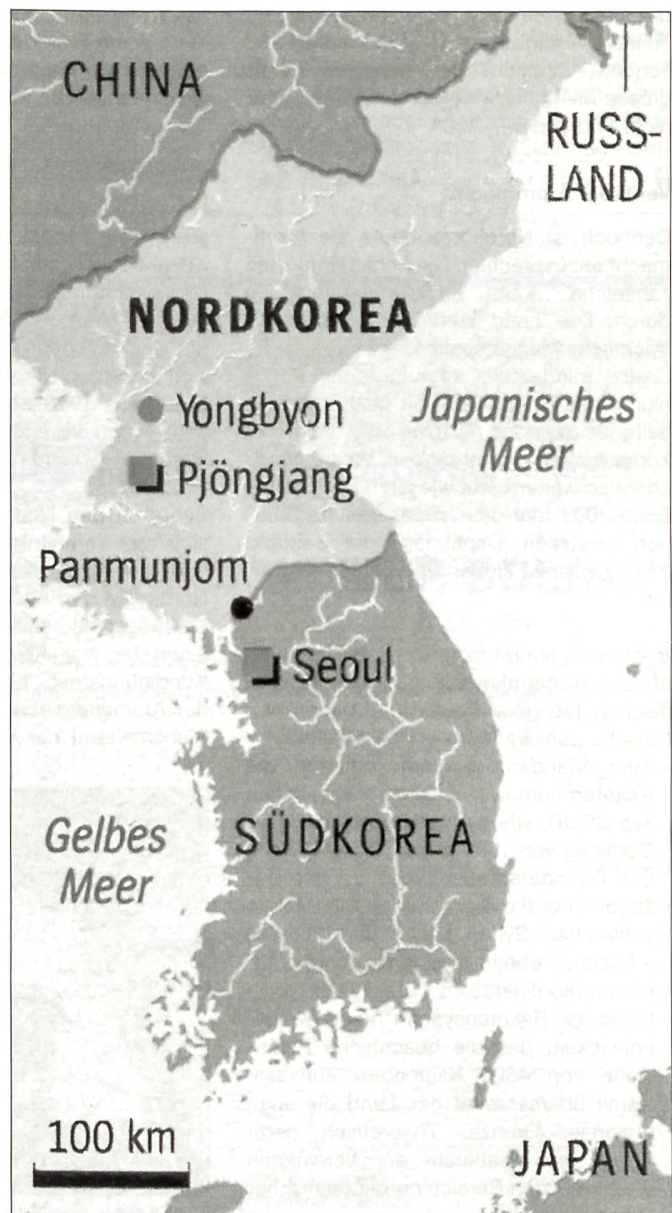 CHINA
RUSS-
LAND
NORDKOREA
Yongbyon
Japanisches
Meer
Pjöngjang
Panmunjom
Seoul
Gelbes
Meer
SÜDKOREA
100 km
JAPAN